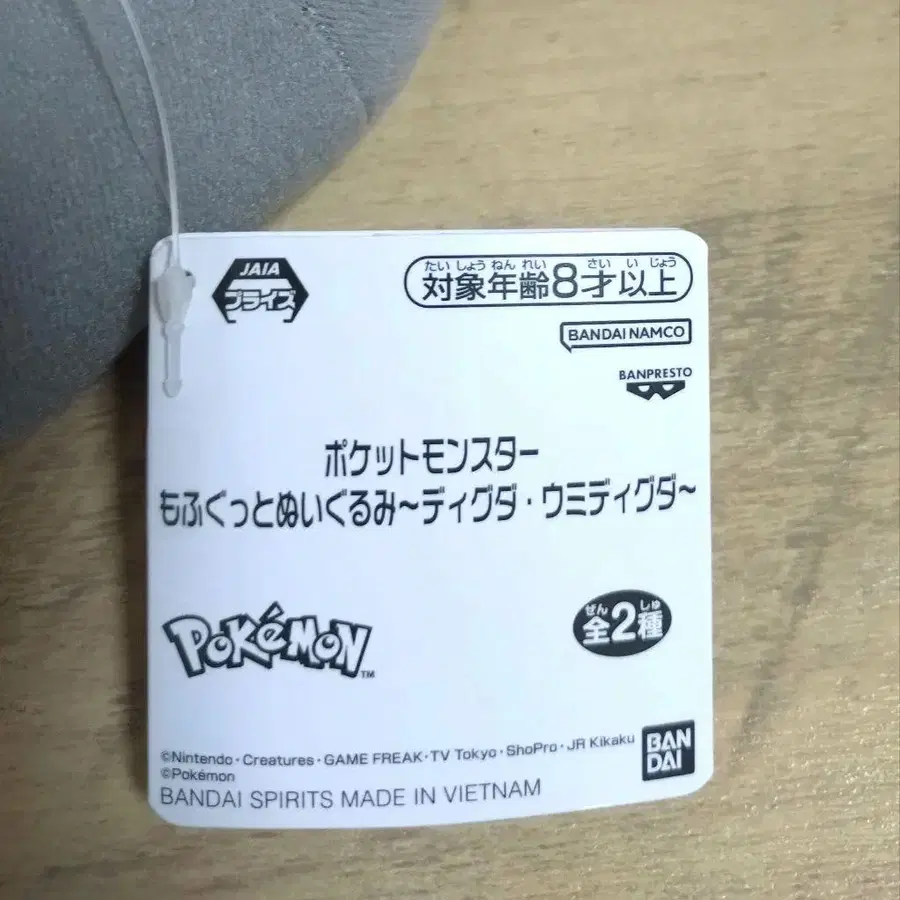 JAIA
プライズ
たいしょうねんれい さいいじょう
対象年齢8才以上
BANDAI NAMCO
BANPRESTO
ポケットモンスター
もふぐっとぬいぐるみ~ディグダ・ウミディグダ~
POKéMON™
ぜん しゅ
全2種
©Nintendo・Creatures・GAME FREAK・TV Tokyo・ShoPro・JR Kikaku
©Pokémon
BANDAI SPIRITS MADE IN VIETNAM
BAN
DAI